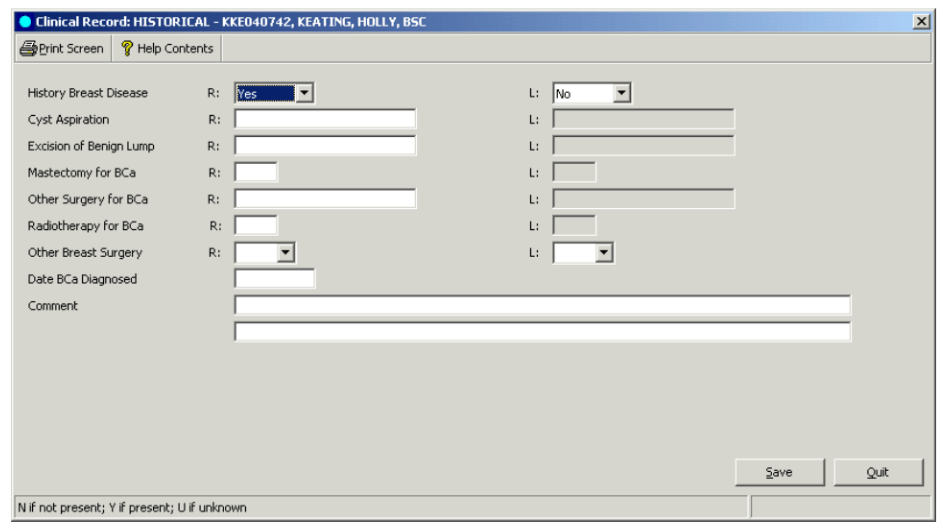 Clinical Record: HISTORICAL - KKE040742, KEATING, HOLLY, BSC
Print Screen ? Help Contents
History Breast Disease R: Yes L: No
Cyst Aspiration R: L:
Excision of Benign Lump R: L:
Mastectomy for BCa R: L:
Other Surgery for BCa R: L:
Radiotherapy for BCa R: L:
Other Breast Surgery R: L:
Date BCa Diagnosed
Comment
Save Quit
N if not present; Y if present; U if unknown